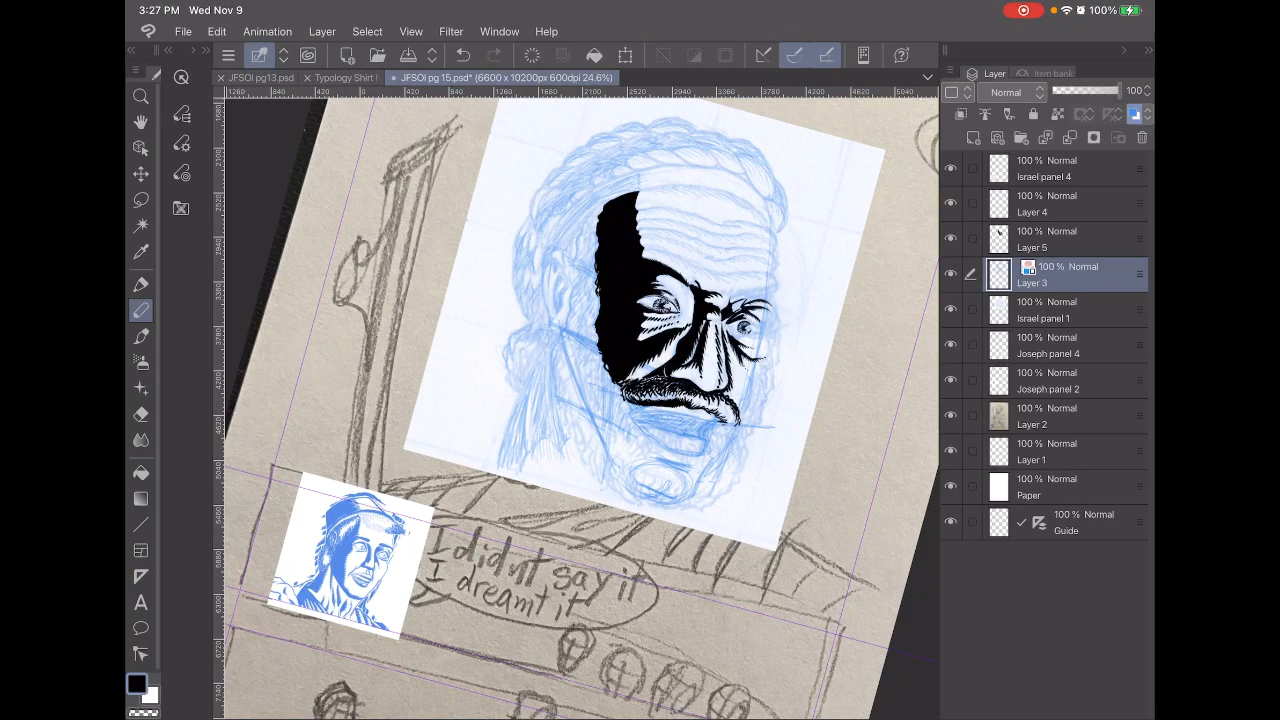 3:27 PM Wed Nov 9
100%
File Edit Animation Layer Select View Filter Window Help
JFSOI pg13.psd
Typology Shirt
JFSOI pg 15.psd* (6600 x 10200px 600dpi 24.6%)
Layer
item bank
Normal
100
100 % Normal
Israel panel 4
100 % Normal
Layer 4
100 % Normal
Layer 5
100 % Normal
Layer 3
100 % Normal
Israel panel 1
100 % Normal
Joseph panel 4
100 % Normal
Joseph panel 2
100 % Normal
Layer 2
100 % Normal
Layer 1
100 % Normal
Paper
100 % Normal
Guide
I didnt say it
I dreamt it